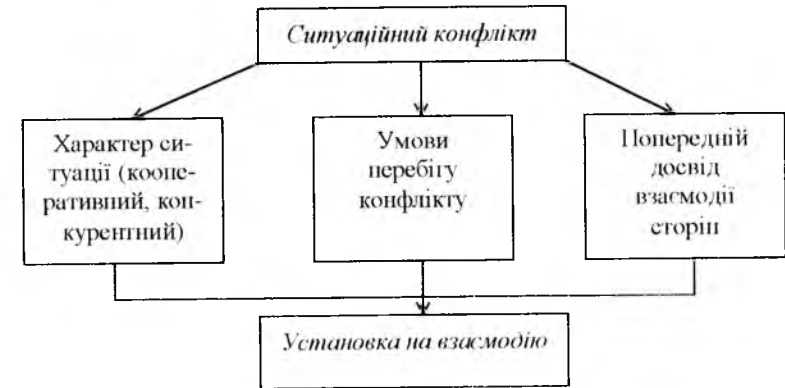 Ситуаційний конфлікт
Характер си-
туації (коопе-
ративний, кон-
курентний)
Умови
перебігу
конфлікту
Попередній
досвід
взаємодії
сторін
Установка на взаємодію